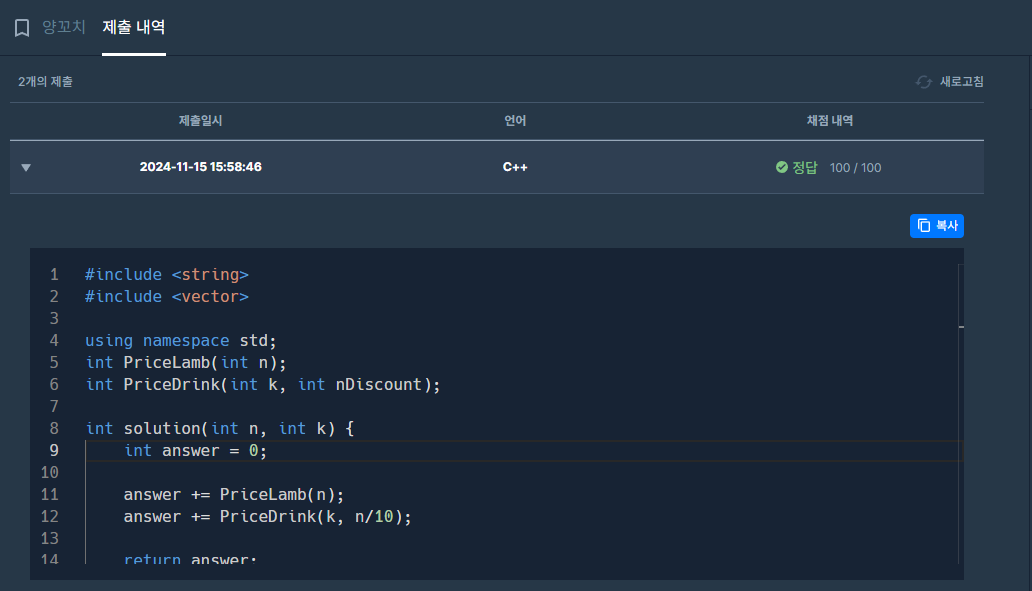 양꼬치 제출 내역
2개의 제출 새로고침
제출일시 언어 채점 내역
2024-11-15 15:58:46 C++ 정답 100 / 100
복사
1 #include <string>
2 #include <vector>
3
4 using namespace std;
5 int PriceLamb(int n);
6 int PriceDrink(int k, int nDiscount);
7
8 int solution(int n, int k) {
9     int answer = 0;
10
11     answer += PriceLamb(n);
12     answer += PriceDrink(k, n/10);
13
14     return answer;